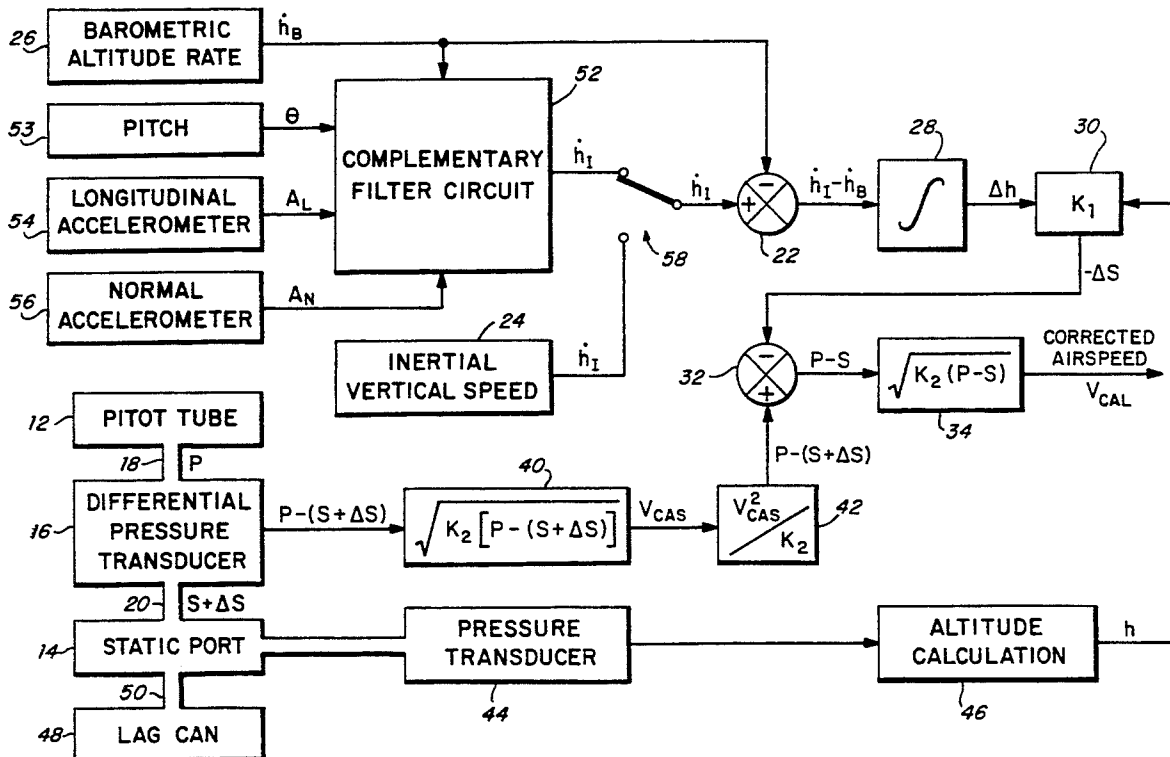 26
BAROMETRIC
ALTITUDE RATE
ḣB
53
PITCH
θ
54
LONGITUDINAL
ACCELEROMETER
AL
56
NORMAL
ACCELEROMETER
AN
52
COMPLEMENTARY
FILTER CIRCUIT
ḣI
58
24
INERTIAL
VERTICAL SPEED
ḣI
ḣI
+
−
22
ḣI−ḣB
28
∫
Δh
30
K1
-ΔS
32
−
+
P−S
√K2 (P−S)
34
CORRECTED
AIRSPEED
VCAL
12
PITOT TUBE
18
P
16
DIFFERENTIAL
PRESSURE
TRANSDUCER
P−(S+ΔS)
40
√K2 [P−(S+ΔS)]
VCAS
V²CAS / K2
42
P−(S+ΔS)
20
S+ΔS
14
STATIC PORT
50
48
LAG CAN
PRESSURE
TRANSDUCER
44
ALTITUDE
CALCULATION
46
h